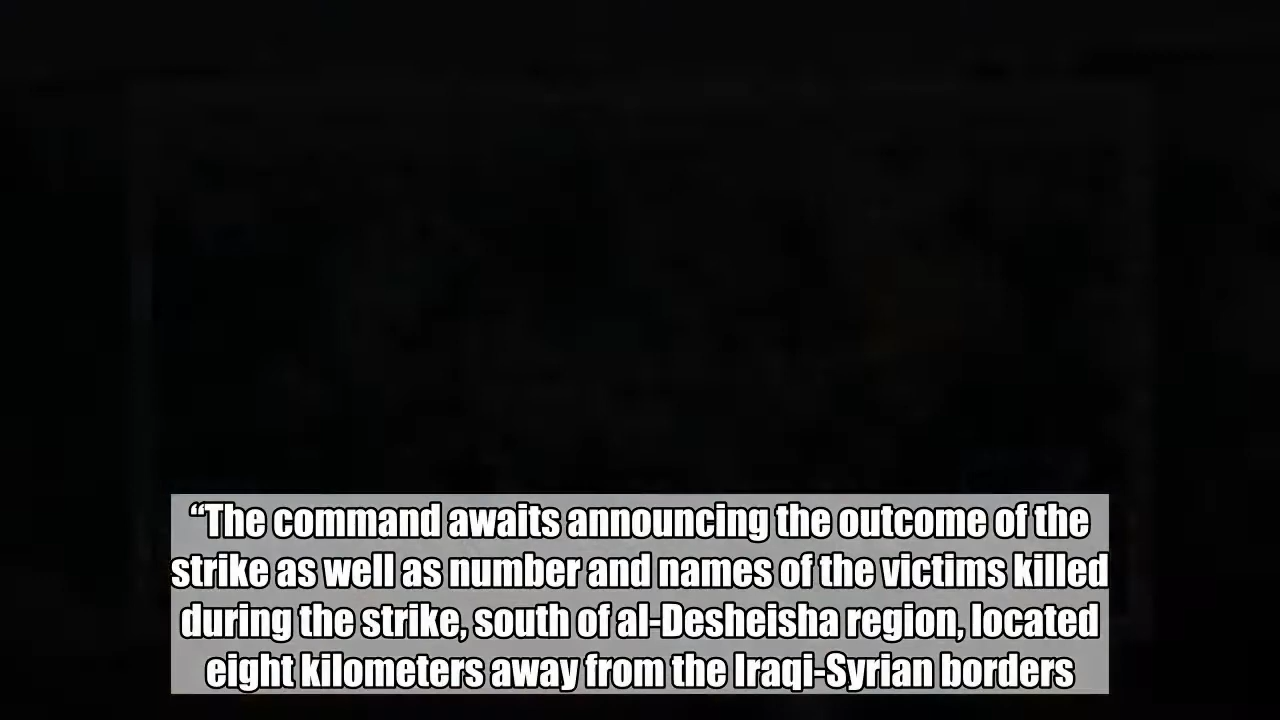 “The command awaits announcing the outcome of the
strike as well as number and names of the victims killed
during the strike, south of al-Desheisha region, located
eight kilometers away from the Iraqi-Syrian borders